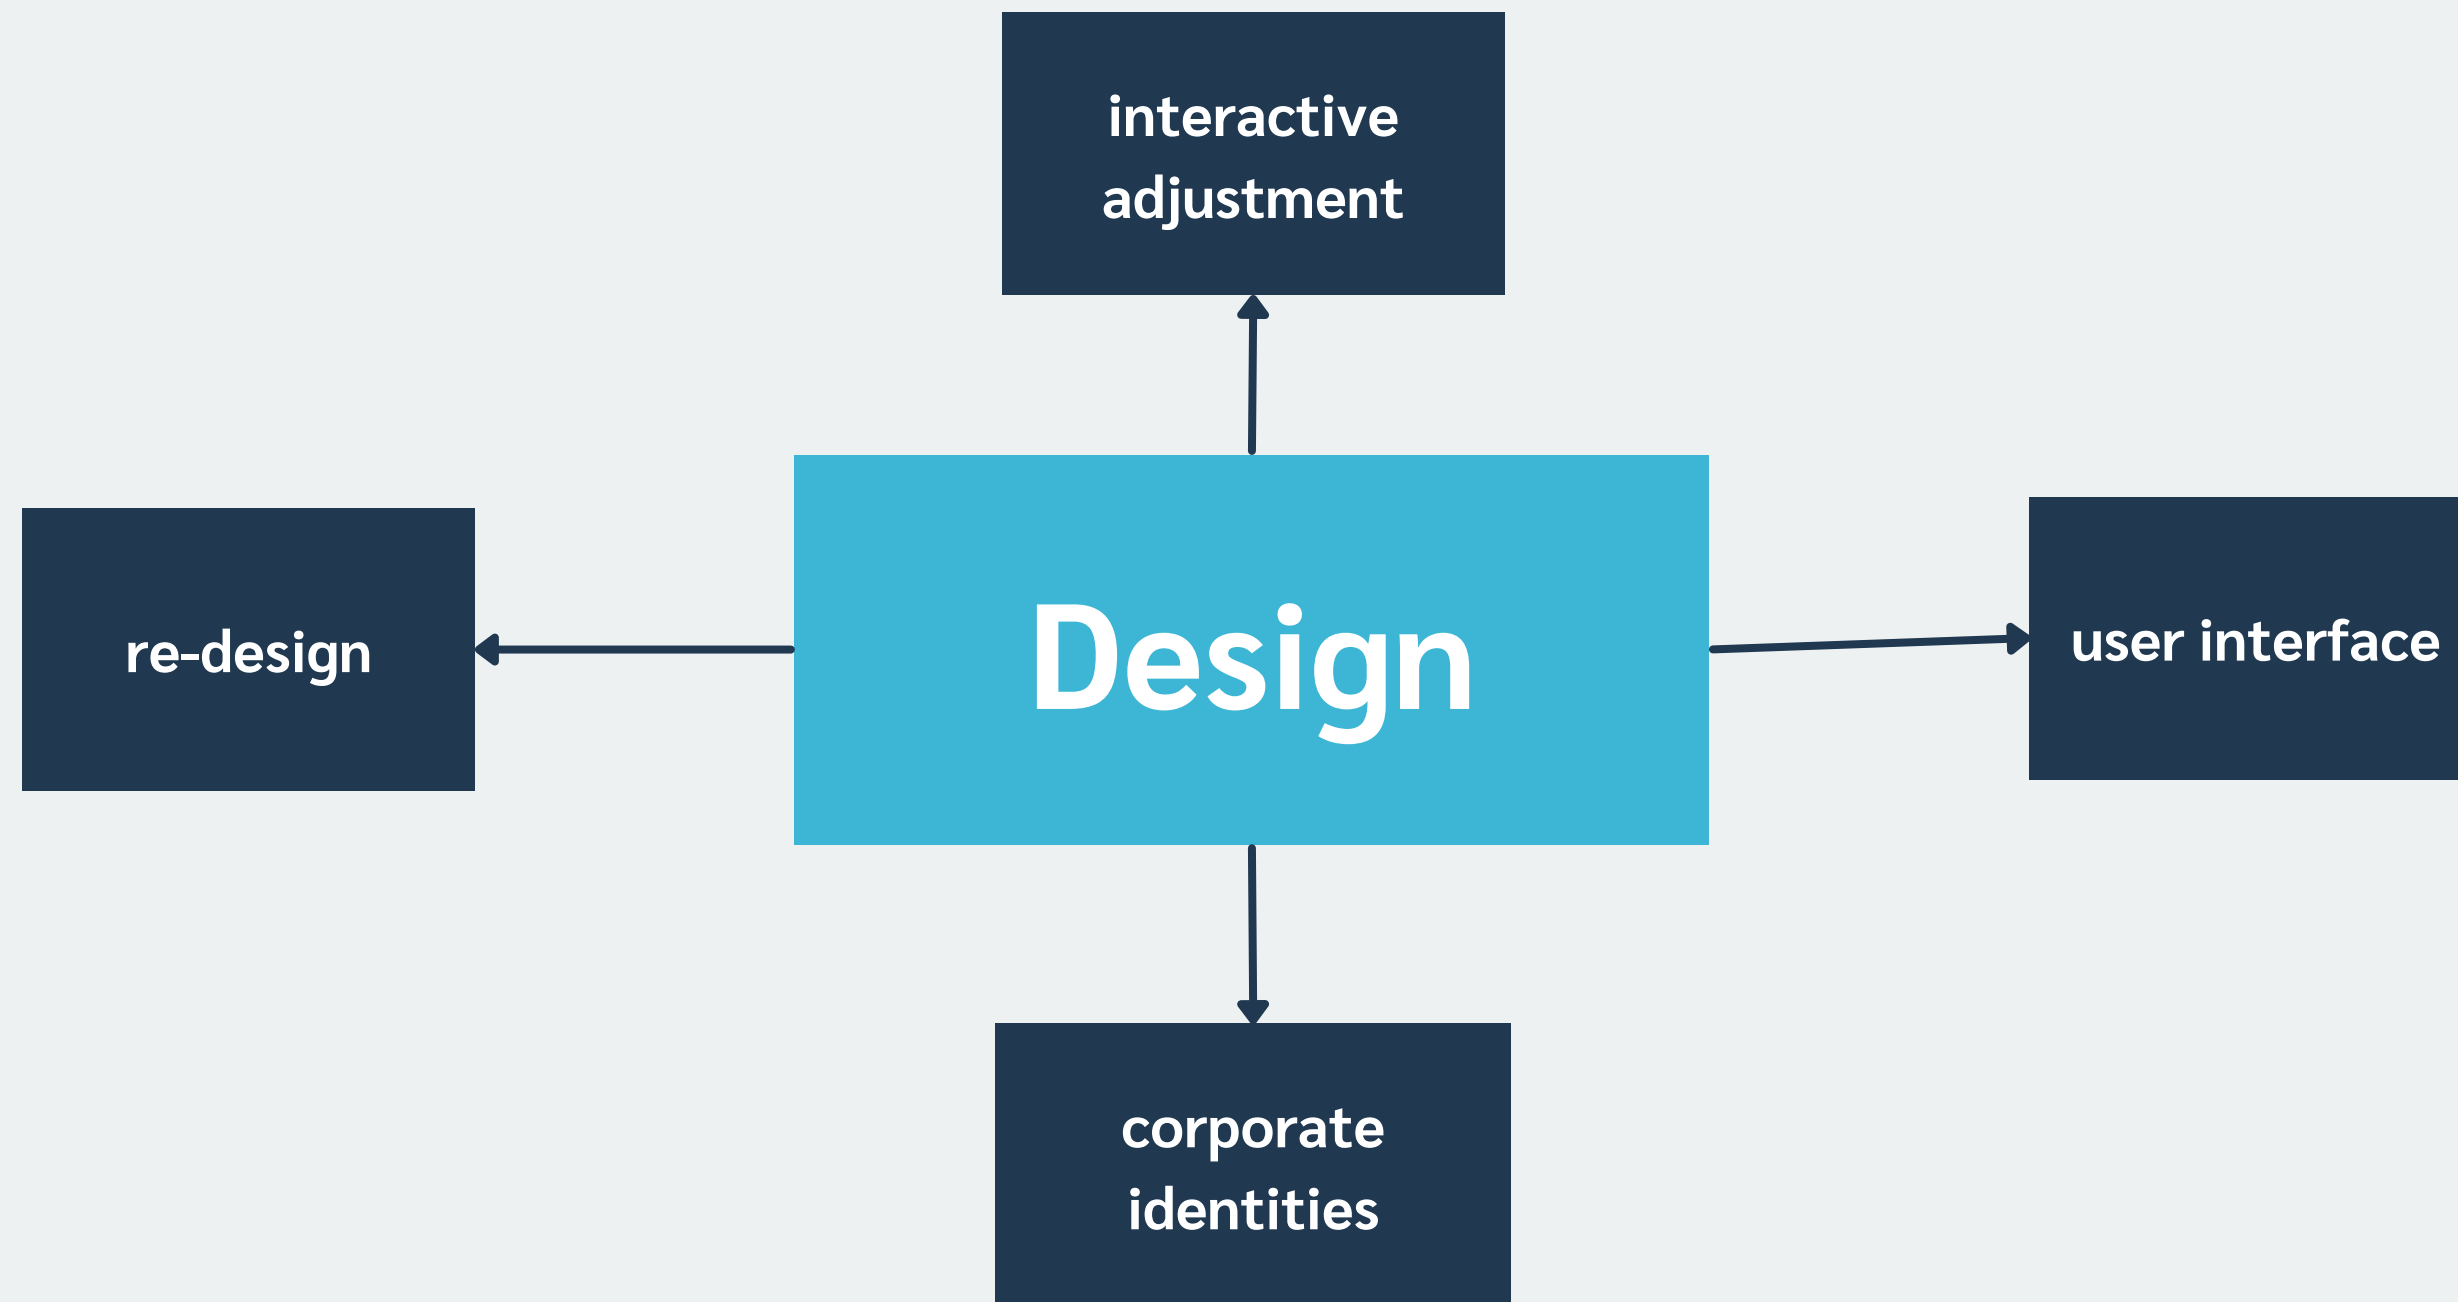 interactive
adjustment
re-design
Design
user interface
corporate
identities